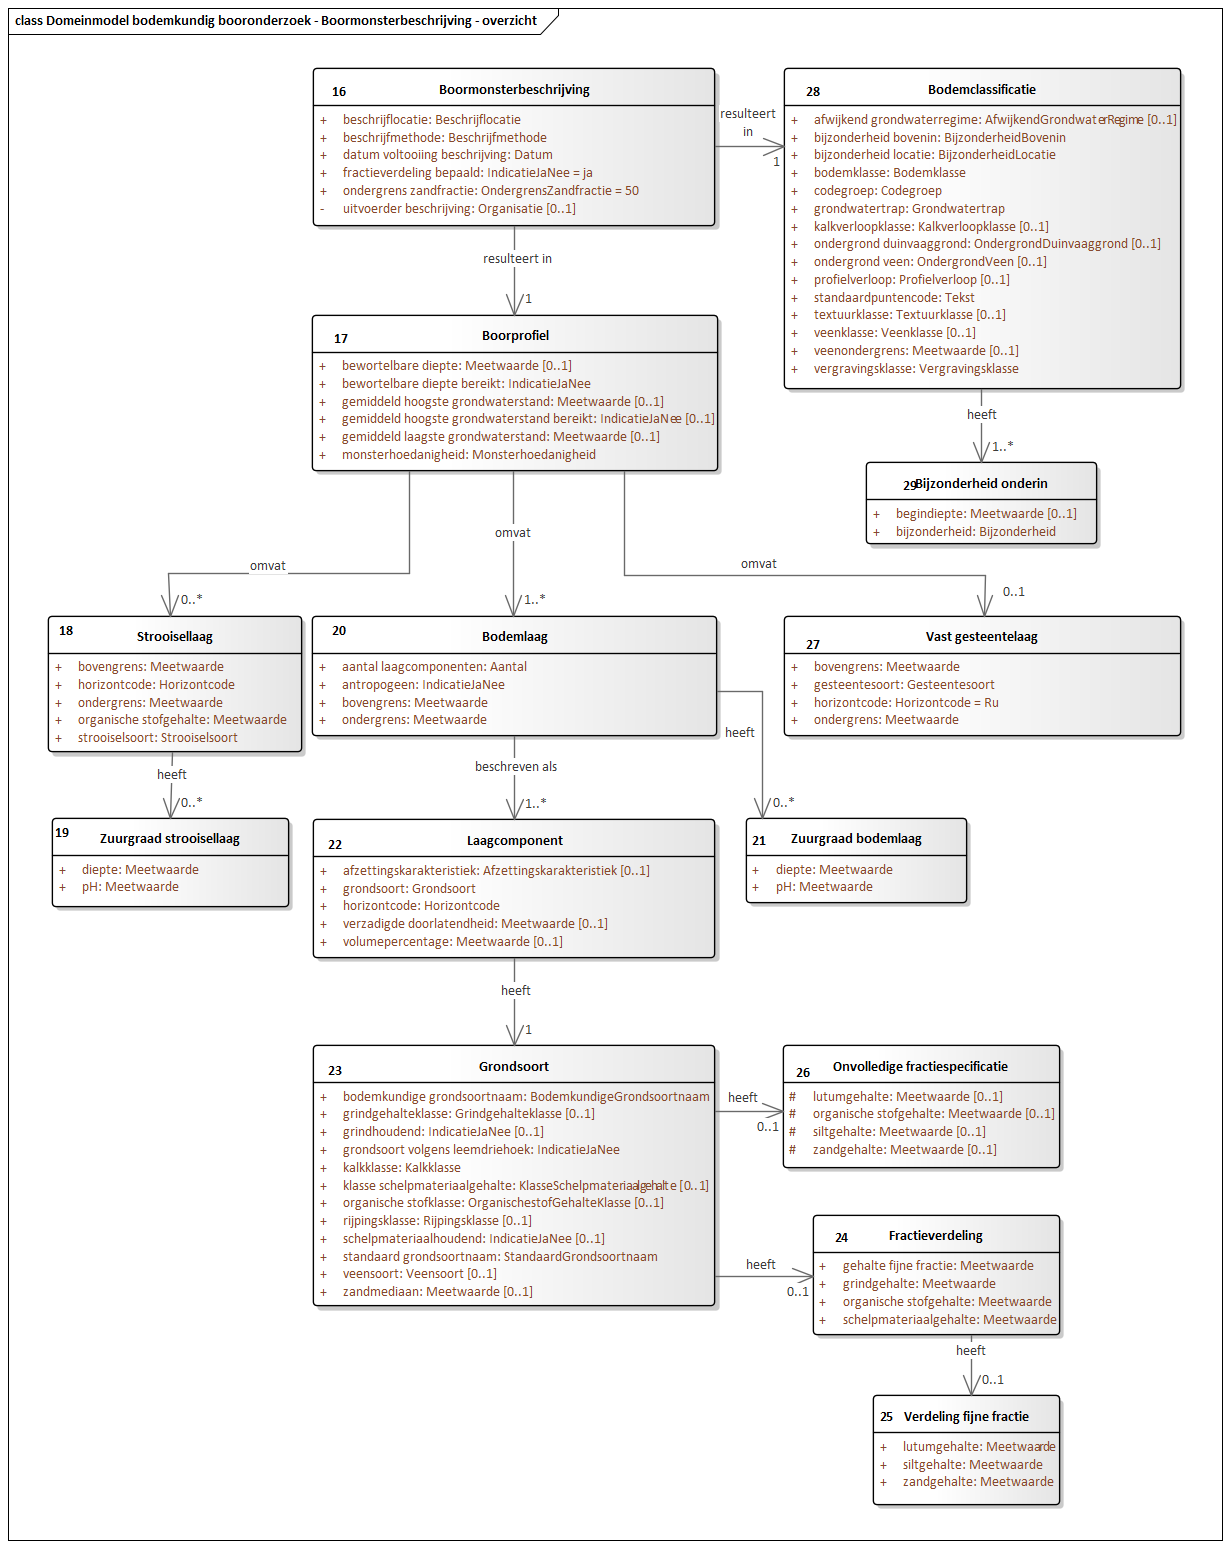 class Domeinmodel bodemkundig booronderzoek - Boormonsterbeschrijving - overzicht
16 Boormonsterbeschrijving
+ beschrijflocatie: Beschrijflocatie
+ beschrijfmethode: Beschrijfmethode
+ datum voltooiing beschrijving: Datum
+ fractieverdeling bepaald: IndicatieJaNee = ja
+ ondergrens zandfractie: OndergrensZandfractie = 50
- uitvoerder beschrijving: Organisatie [0..1]
resulteert
in
1
28 Bodemclassificatie
+ afwijkend grondwaterregime: AfwijkendGrondwaterRegime [0..1]
+ bijzonderheid bovenin: BijzonderheidBovenin
+ bijzonderheid locatie: BijzonderheidLocatie
+ bodemklasse: Bodemklasse
+ codegroep: Codegroep
+ grondwatertrap: Grondwatertrap
+ kalkverloopklasse: Kalkverloopklasse [0..1]
+ ondergrond duinvaaggrond: OndergrondDuinvaaggrond [0..1]
+ ondergrond veen: OndergrondVeen [0..1]
+ profielverloop: Profielverloop [0..1]
+ standaardpuntencode: Tekst
+ textuurklasse: Textuurklasse [0..1]
+ veenklasse: Veenklasse [0..1]
+ veenondergrens: Meetwaarde [0..1]
+ vergravingsklasse: Vergravingsklasse
resulteert in
1
17 Boorprofiel
+ bewortelbare diepte: Meetwaarde [0..1]
+ bewortelbare diepte bereikt: IndicatieJaNee
+ gemiddeld hoogste grondwaterstand: Meetwaarde [0..1]
+ gemiddeld hoogste grondwaterstand bereikt: IndicatieJaNee [0..1]
+ gemiddeld laagste grondwaterstand: Meetwaarde [0..1]
+ monsterhoedanigheid: Monsterhoedanigheid
heeft
1..*
29 Bijzonderheid onderin
+ begindiepte: Meetwaarde [0..1]
+ bijzonderheid: Bijzonderheid
omvat
0..*
omvat
1..*
omvat
0..1
18 Strooisellaag
+ bovengrens: Meetwaarde
+ horizontcode: Horizontcode
+ ondergrens: Meetwaarde
+ organische stofgehalte: Meetwaarde
+ strooiselsoort: Strooiselsoort
20 Bodemlaag
+ aantal laagcomponenten: Aantal
+ antropogeen: IndicatieJaNee
+ bovengrens: Meetwaarde
+ ondergrens: Meetwaarde
27 Vast gesteentelaag
+ bovengrens: Meetwaarde
+ gesteentesoort: Gesteentesoort
+ horizontcode: Horizontcode = Ru
+ ondergrens: Meetwaarde
heeft
0..*
beschreven als
1..*
heeft
0..*
19 Zuurgraad strooisellaag
+ diepte: Meetwaarde
+ pH: Meetwaarde
22 Laagcomponent
+ afzettingskarakteristiek: Afzettingskarakteristiek [0..1]
+ grondsoort: Grondsoort
+ horizontcode: Horizontcode
+ verzadigde doorlatendheid: Meetwaarde [0..1]
+ volumepercentage: Meetwaarde [0..1]
21 Zuurgraad bodemlaag
+ diepte: Meetwaarde
+ pH: Meetwaarde
heeft
1
23 Grondsoort
+ bodemkundige grondsoortnaam: BodemkundigeGrondsoortnaam
+ grindgehalteklasse: Grindgehalteklasse [0..1]
+ grindhoudend: IndicatieJaNee [0..1]
+ grondsoort volgens leemdriehoek: IndicatieJaNee
+ kalkklasse: Kalkklasse
+ klasse schelpmateriaalgehalte: KlasseSchelpmateriaalgehalte [0..1]
+ organische stofklasse: OrganischestofGehalteKlasse [0..1]
+ rijpingsklasse: Rijpingsklasse [0..1]
+ schelpmateriaalhoudend: IndicatieJaNee [0..1]
+ standaard grondsoortnaam: StandaardGrondsoortnaam
+ veensoort: Veensoort [0..1]
+ zandmediaan: Meetwaarde [0..1]
heeft
0..1
26 Onvolledige fractiespecificatie
# lutumgehalte: Meetwaarde [0..1]
# organische stofgehalte: Meetwaarde [0..1]
# siltgehalte: Meetwaarde [0..1]
# zandgehalte: Meetwaarde [0..1]
heeft
0..1
24 Fractieverdeling
+ gehalte fijne fractie: Meetwaarde
+ grindgehalte: Meetwaarde
+ organische stofgehalte: Meetwaarde
+ schelpmateriaalgehalte: Meetwaarde
heeft
0..1
25 Verdeling fijne fractie
+ lutumgehalte: Meetwaarde
+ siltgehalte: Meetwaarde
+ zandgehalte: Meetwaarde